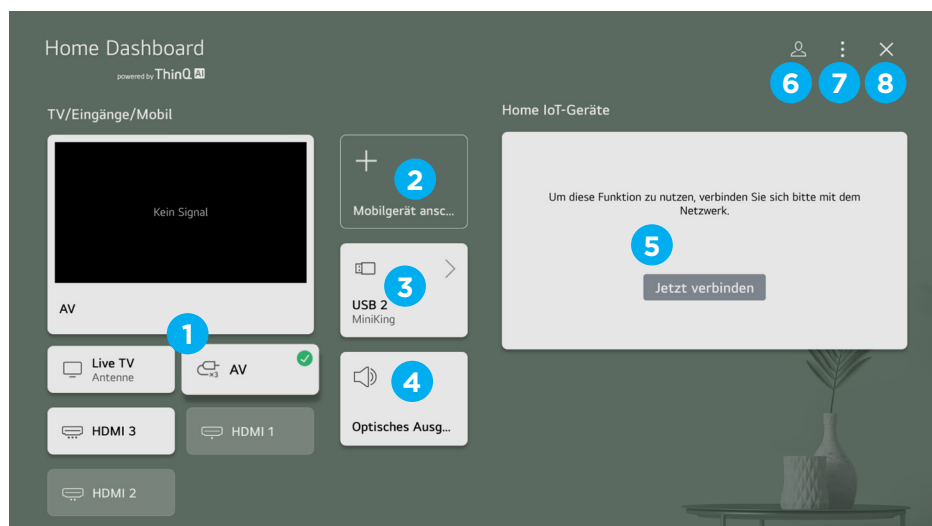 Home Dashboard
powered by ThinQ AI
6
7
8
TV/Eingänge/Mobil
Kein Signal
AV
1
Live TV
Antenne
x3
AV
HDMI 3
HDMI 1
HDMI 2
2
Mobilgerät ansc...
3
USB 2
MiniKing
4
Optisches Ausg...
Home IoT-Geräte
Um diese Funktion zu nutzen, verbinden Sie sich bitte mit dem
Netzwerk.
5
Jetzt verbinden